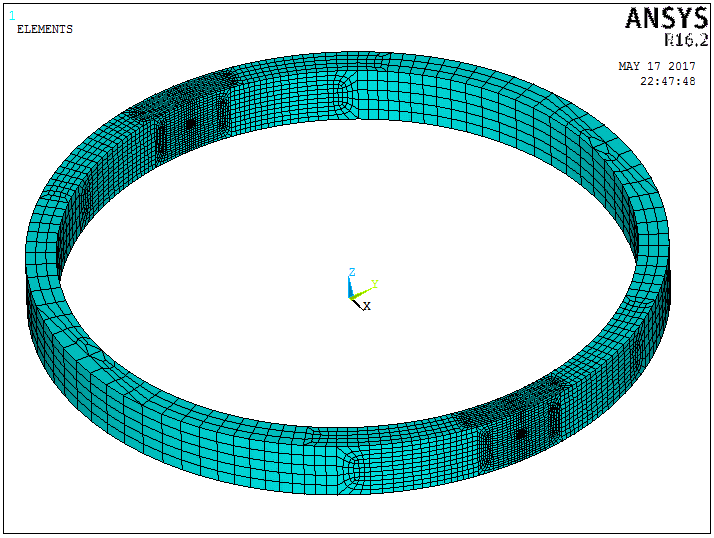 1
ELEMENTS
ANSYS
R16.2
MAY 17 2017
22:47:48
Z
Y
X